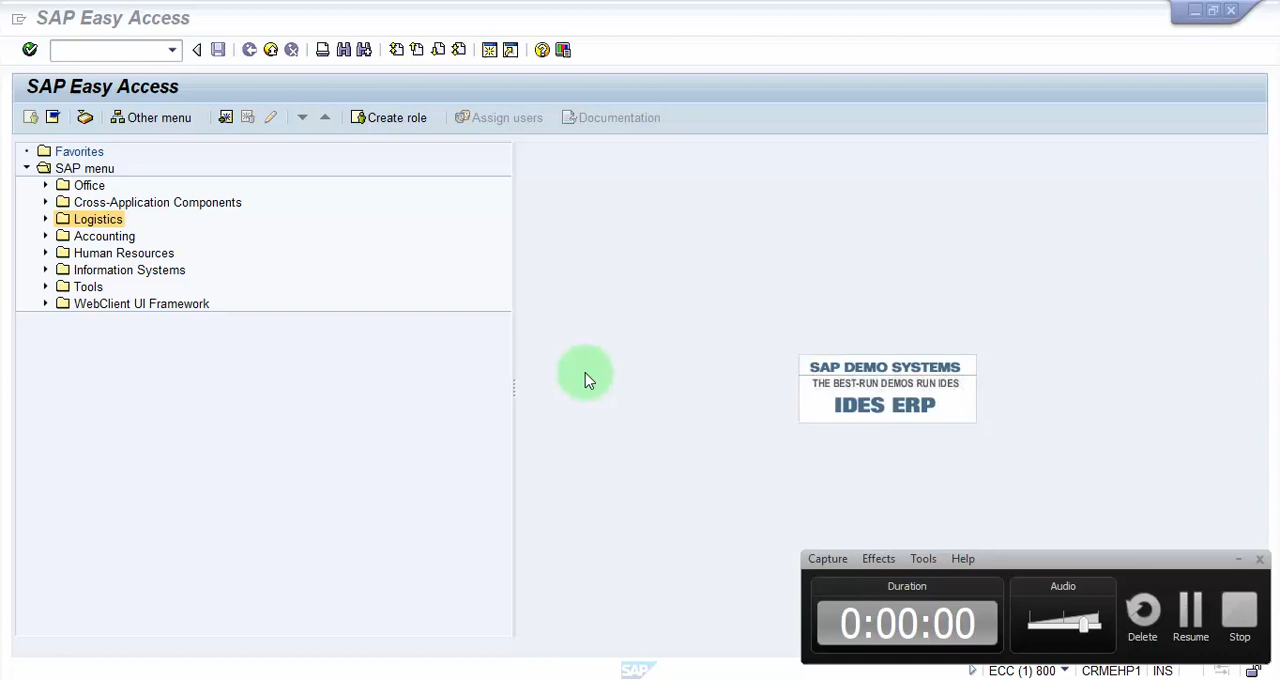 SAP Easy Access
SAP Easy Access
Other menu Create role Assign users Documentation
Favorites
SAP menu
Office
Cross-Application Components
Logistics
Accounting
Human Resources
Information Systems
Tools
WebClient UI Framework
SAP DEMO SYSTEMS
THE BEST-RUN DEMOS RUN IDES
IDES ERP
Capture Effects Tools Help
Duration Audio
0:00:00
Delete Resume Stop
SAP
ECC (1) 800 CRMEHP1 INS